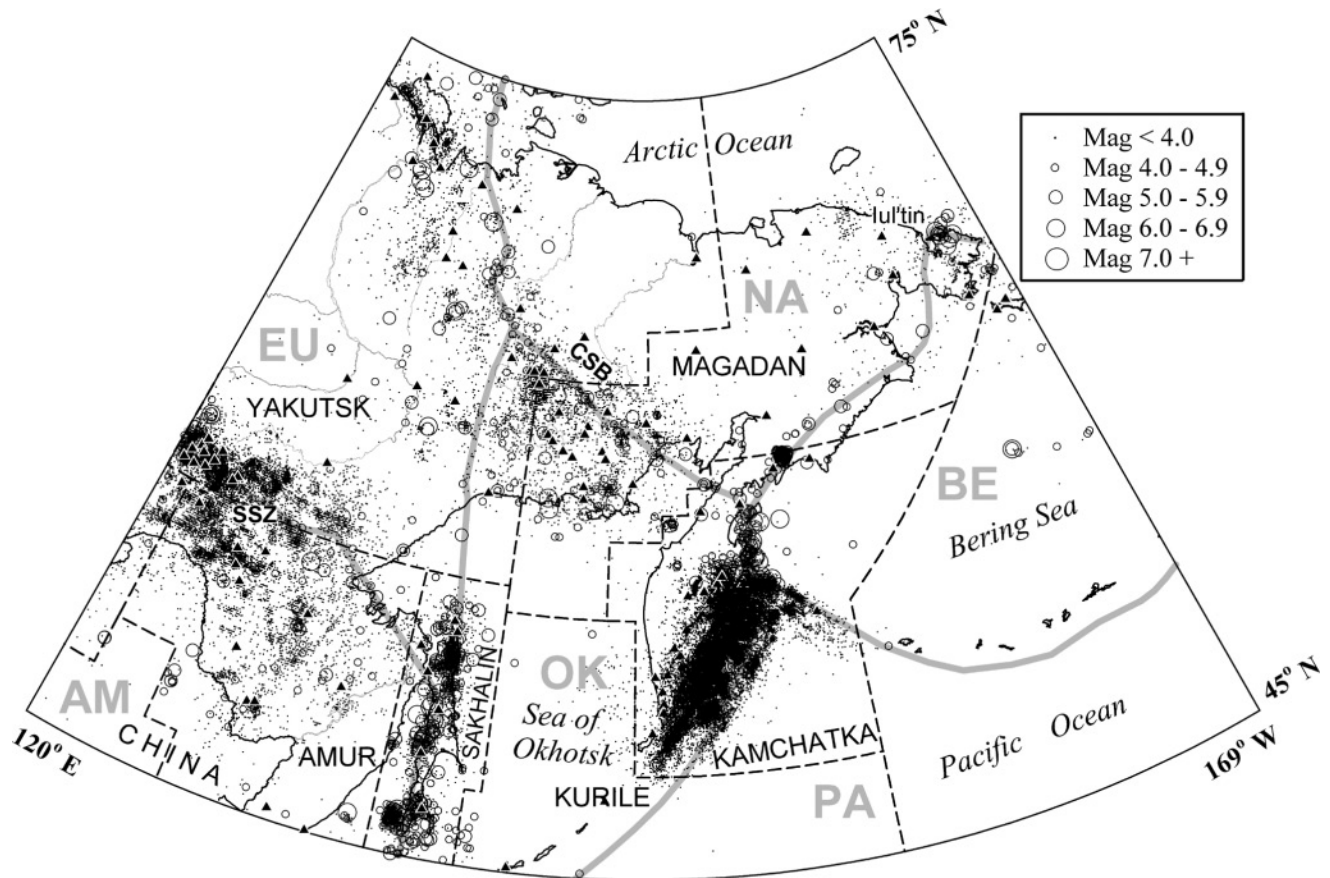 75° N
Mag < 4.0
Mag 4.0 - 4.9
Mag 5.0 - 5.9
Mag 6.0 - 6.9
Mag 7.0 +
Arctic Ocean
Iul'tin
NA
EU
CSB
MAGADAN
YAKUTSK
BE
SSZ
Bering Sea
OK
SAKHALIN
AM
Sea of
Okhotsk
45° N
120° E
CHINA
AMUR
KAMCHATKA
Pacific Ocean
169° W
KURILE
PA